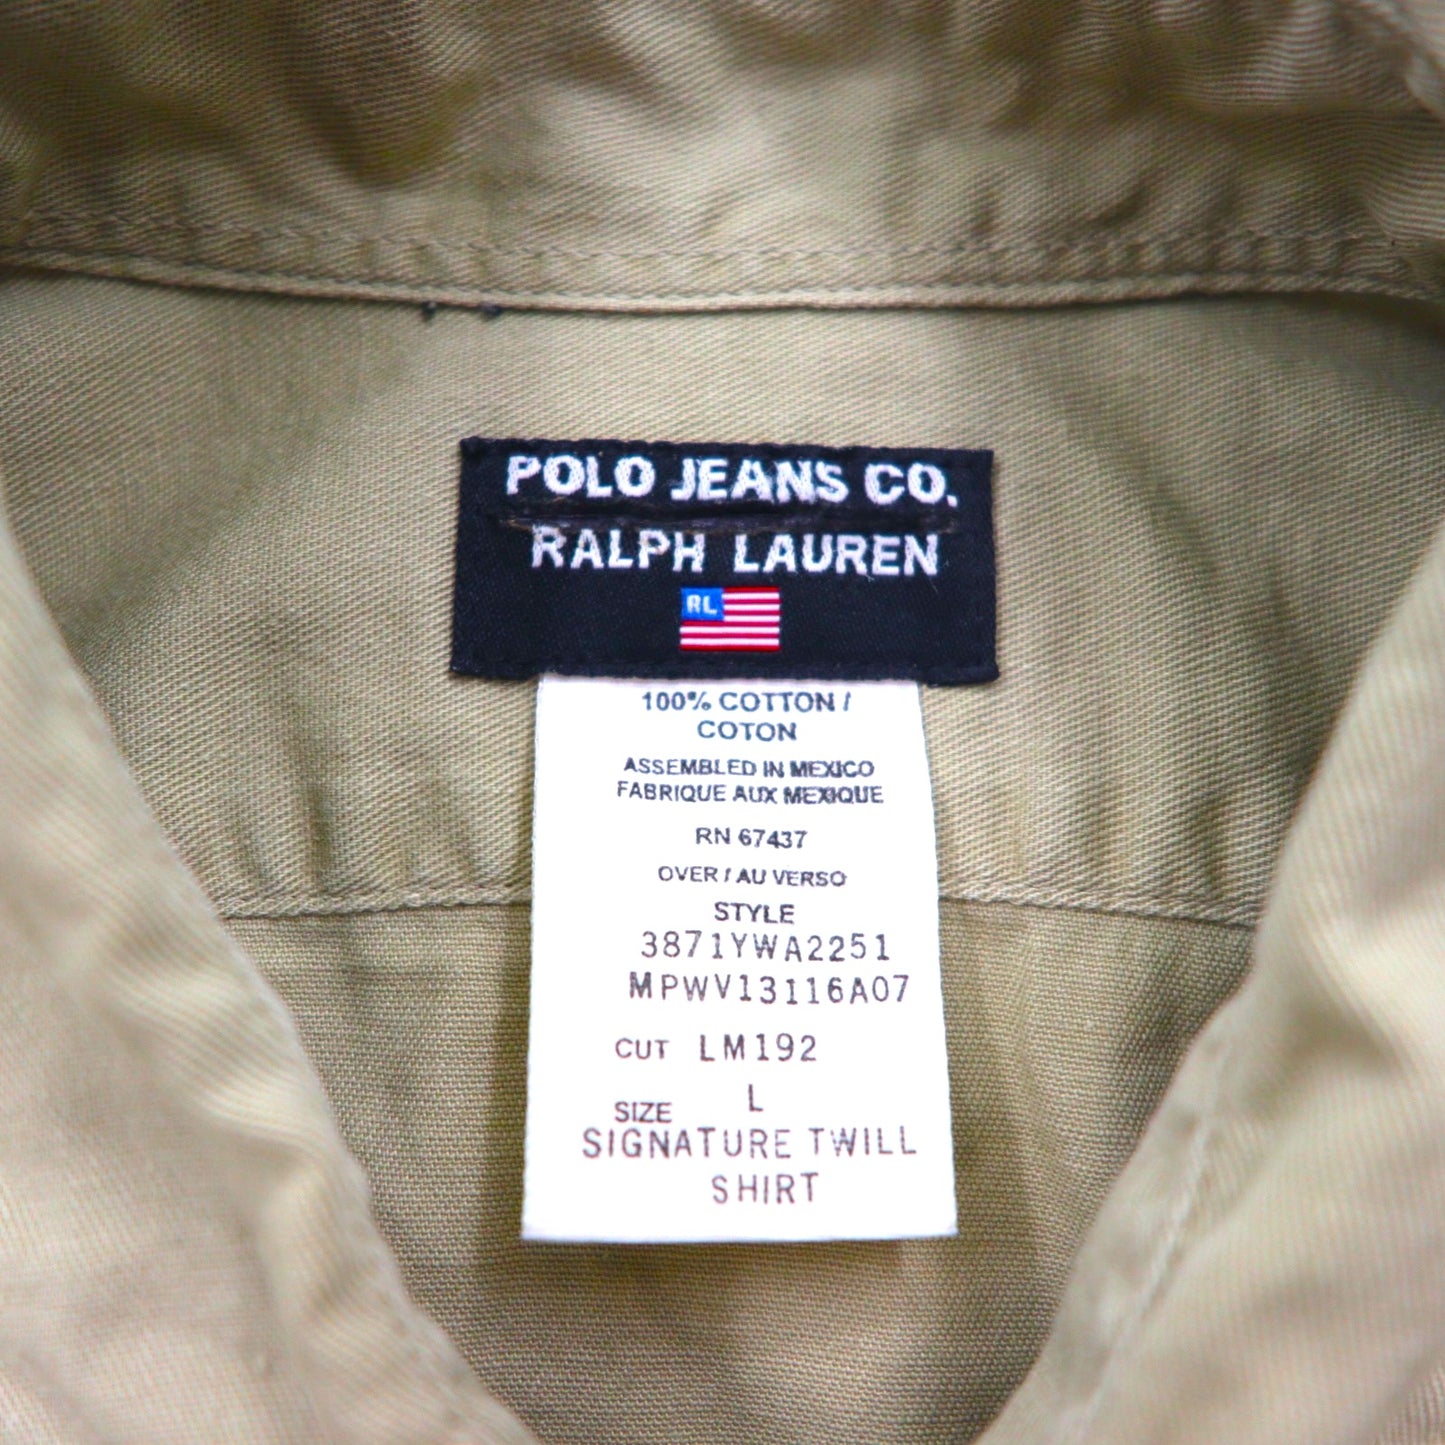 POLO JEANS CO.
RALPH LAUREN
RL
100% COTTON /
COTON
ASSEMBLED IN MEXICO
FABRIQUE AUX MEXIQUE
RN 67437
OVER / AU VERSO
STYLE
3871YWA2251
MPWV13116A07
CUT LM192
L
SIZE
SIGNATURE TWILL
SHIRT